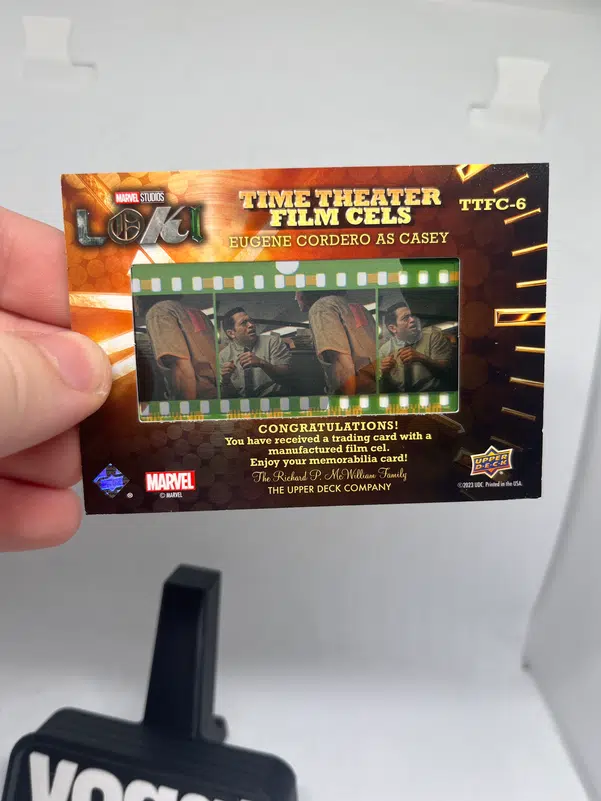 MARVEL STUDIOS
LOKI
TIME THEATER
FILM CELS
TTFC-6
EUGENE CORDERO AS CASEY
CONGRATULATIONS!
You have received a trading card with a
manufactured film cel.
Enjoy your memorabilia card!
The Richard P. McWilliam Family
THE UPPER DECK COMPANY
MARVEL
© MARVEL
®
UPPER
DECK
©2023 UDC. Printed in the USA.